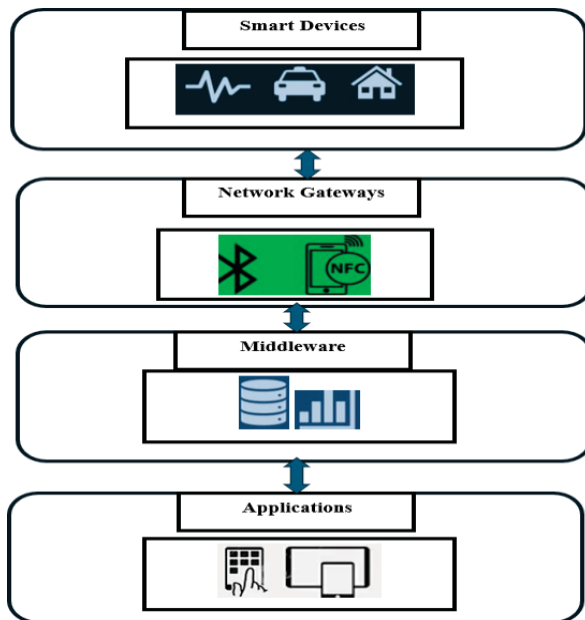 Smart Devices
Network Gateways
NFC
Middleware
Applications